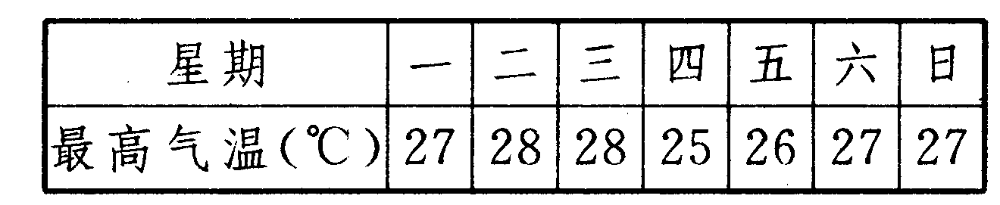 星期 一 二 三 四 五 六 日
最高气温(℃) 27 28 28 25 26 27 27